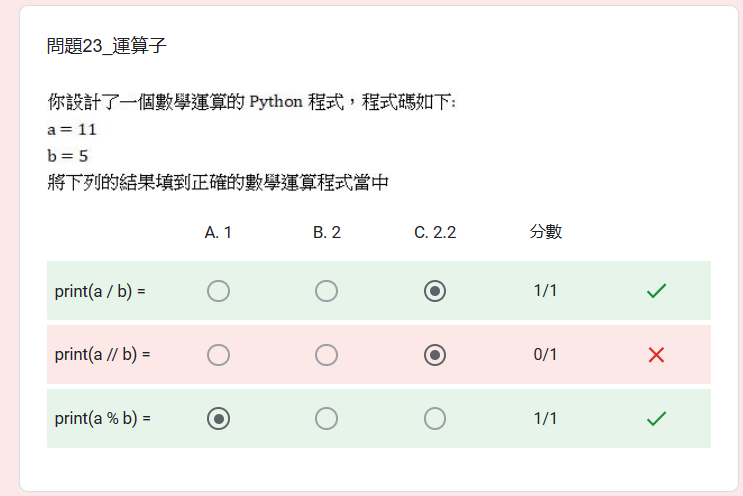 問題23_運算子
你設計了一個數學運算的 Python 程式，程式碼如下:
a = 11
b = 5
將下列的結果填到正確的數學運算程式當中
A. 1 B. 2 C. 2.2 分數
print(a / b) = 1/1
print(a // b) = 0/1
print(a % b) = 1/1